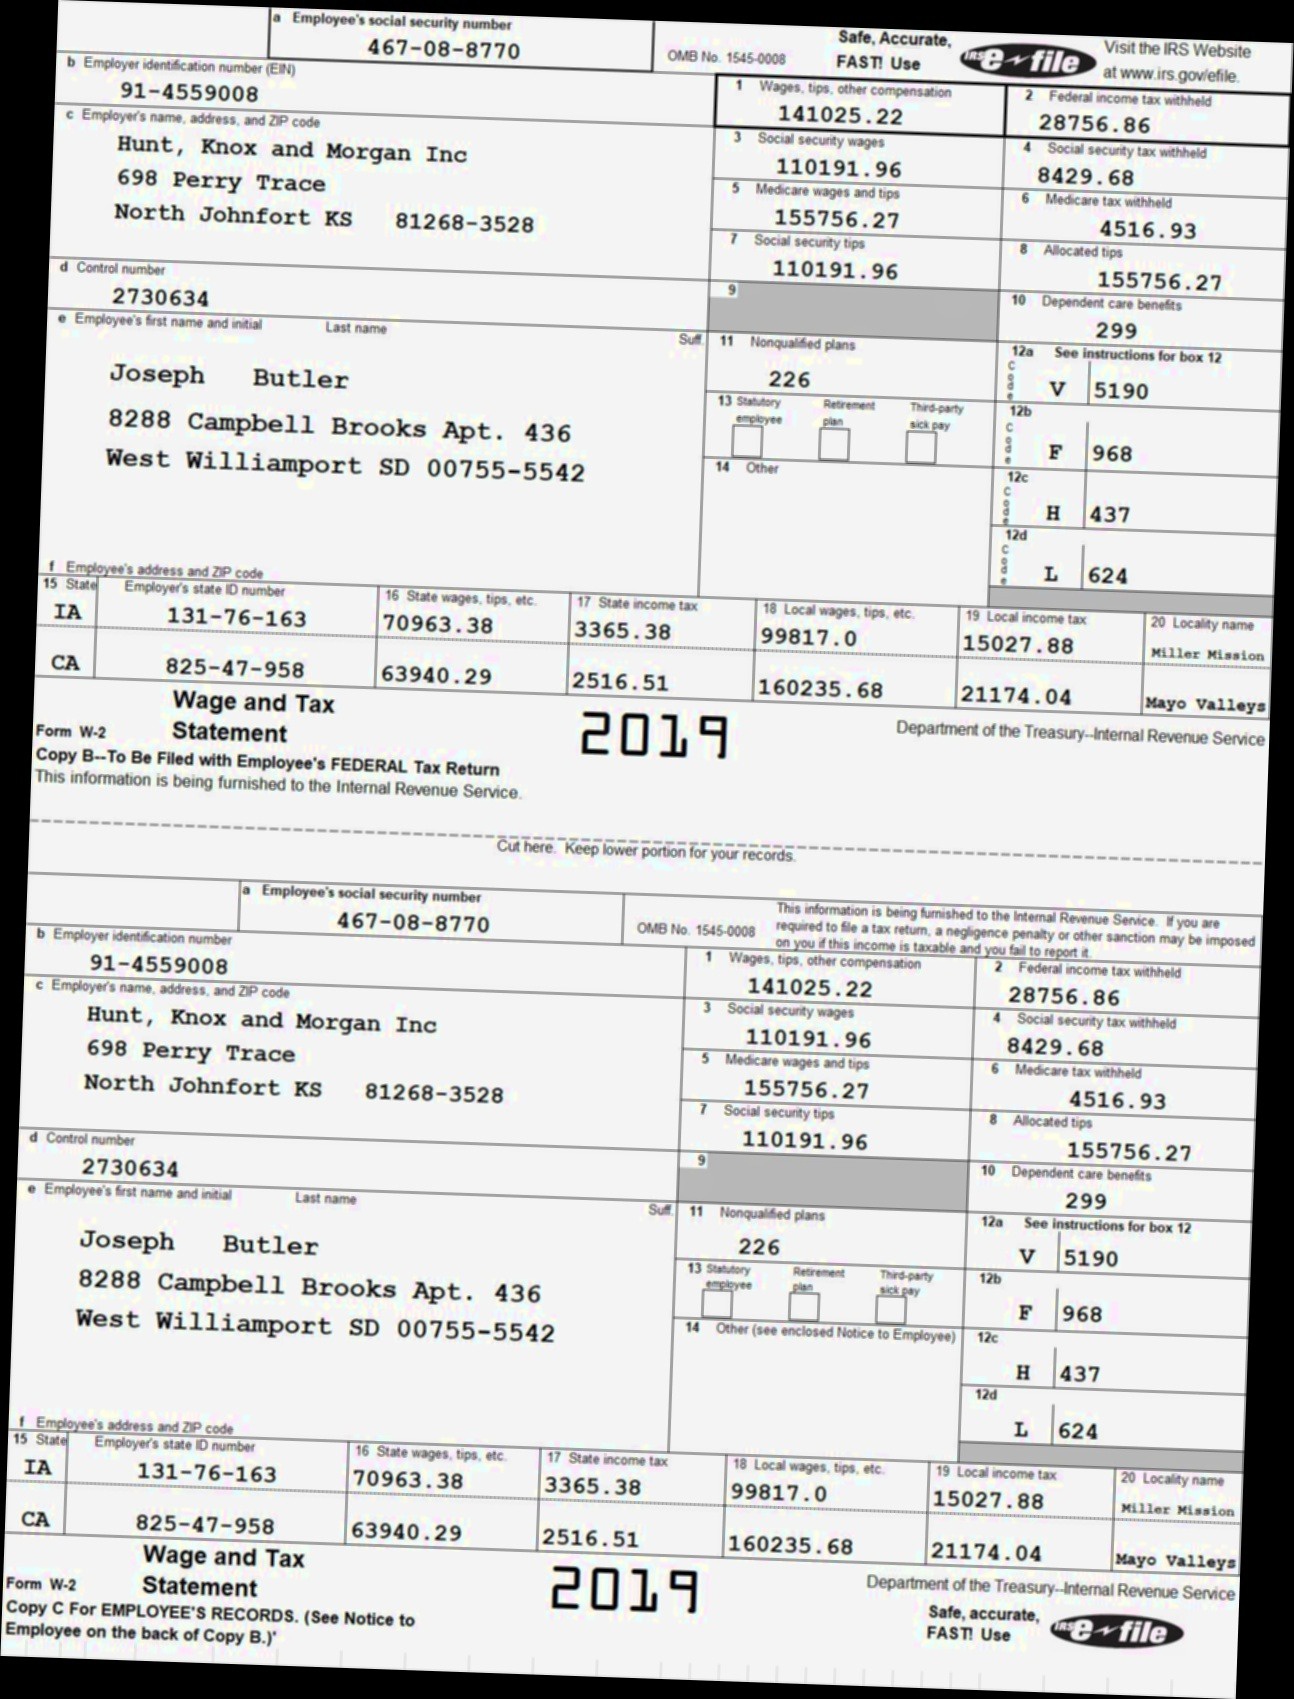 a Employee's social security number
467-08-8770
OMB No. 1545-0008
Safe, Accurate,
FAST! Use
IRS e-file
Visit the IRS Website
at www.irs.gov/efile.
b Employer identification number (EIN)
91-4559008
1 Wages, tips, other compensation
141025.22
2 Federal income tax withheld
28756.86
c Employer's name, address, and ZIP code
Hunt, Knox and Morgan Inc
698 Perry Trace
North Johnfort KS 81268-3528
3 Social security wages
110191.96
4 Social security tax withheld
8429.68
5 Medicare wages and tips
155756.27
6 Medicare tax withheld
4516.93
7 Social security tips
110191.96
8 Allocated tips
155756.27
d Control number
2730634
9
10 Dependent care benefits
299
e Employee's first name and initial Last name Suff.
Joseph Butler
8288 Campbell Brooks Apt. 436
West Williamport SD 00755-5542
11 Nonqualified plans
226
12a See instructions for box 12
Code V 5190
13 Statutory employee Retirement plan Third-party sick pay
12b
Code F 968
14 Other
12c
Code H 437
12d
Code L 624
f Employee's address and ZIP code
15 State Employer's state ID number 16 State wages, tips, etc. 17 State income tax 18 Local wages, tips, etc. 19 Local income tax 20 Locality name
IA 131-76-163 70963.38 3365.38 99817.0 15027.88 Miller Mission
CA 825-47-958 63940.29 2516.51 160235.68 21174.04 Mayo Valleys
Form W-2
Wage and Tax
Statement
2019
Department of the Treasury--Internal Revenue Service
Copy B--To Be Filed with Employee's FEDERAL Tax Return
This information is being furnished to the Internal Revenue Service.
Cut here. Keep lower portion for your records.
a Employee's social security number
467-08-8770
OMB No. 1545-0008
This information is being furnished to the Internal Revenue Service. If you are
required to file a tax return, a negligence penalty or other sanction may be imposed
on you if this income is taxable and you fail to report it.
b Employer identification number
91-4559008
1 Wages, tips, other compensation
141025.22
2 Federal income tax withheld
28756.86
c Employer's name, address, and ZIP code
Hunt, Knox and Morgan Inc
698 Perry Trace
North Johnfort KS 81268-3528
3 Social security wages
110191.96
4 Social security tax withheld
8429.68
5 Medicare wages and tips
155756.27
6 Medicare tax withheld
4516.93
7 Social security tips
110191.96
8 Allocated tips
155756.27
d Control number
2730634
9
10 Dependent care benefits
299
e Employee's first name and initial Last name Suff.
Joseph Butler
8288 Campbell Brooks Apt. 436
West Williamport SD 00755-5542
11 Nonqualified plans
226
12a See instructions for box 12
V 5190
13 Statutory employee Retirement plan Third-party sick pay
12b
F 968
14 Other (see enclosed Notice to Employee)
12c
H 437
12d
L 624
f Employee's address and ZIP code
15 State Employer's state ID number 16 State wages, tips, etc. 17 State income tax 18 Local wages, tips, etc. 19 Local income tax 20 Locality name
IA 131-76-163 70963.38 3365.38 99817.0 15027.88 Miller Mission
CA 825-47-958 63940.29 2516.51 160235.68 21174.04 Mayo Valleys
Form W-2
Wage and Tax
Statement
2019
Department of the Treasury--Internal Revenue Service
Copy C For EMPLOYEE'S RECORDS. (See Notice to
Employee on the back of Copy B.)'
Safe, accurate,
FAST! Use
IRS e-file